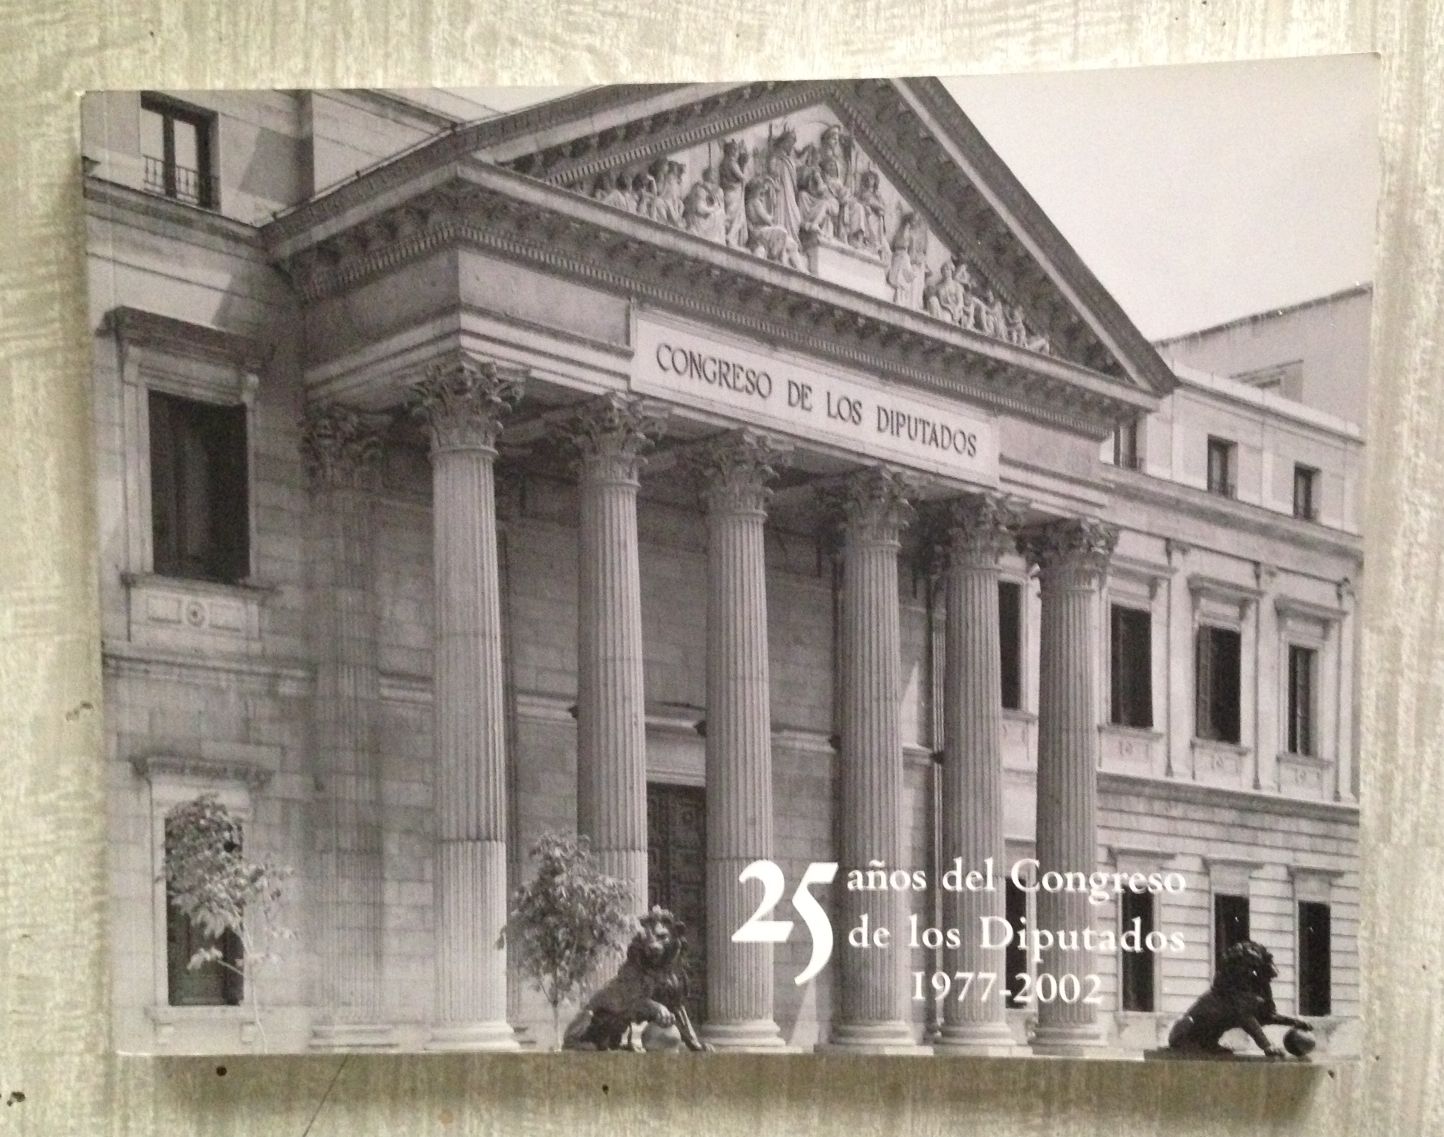 CONGRESO DE LOS DIPUTADOS
25 años del Congreso
de los Diputados
1977-2002